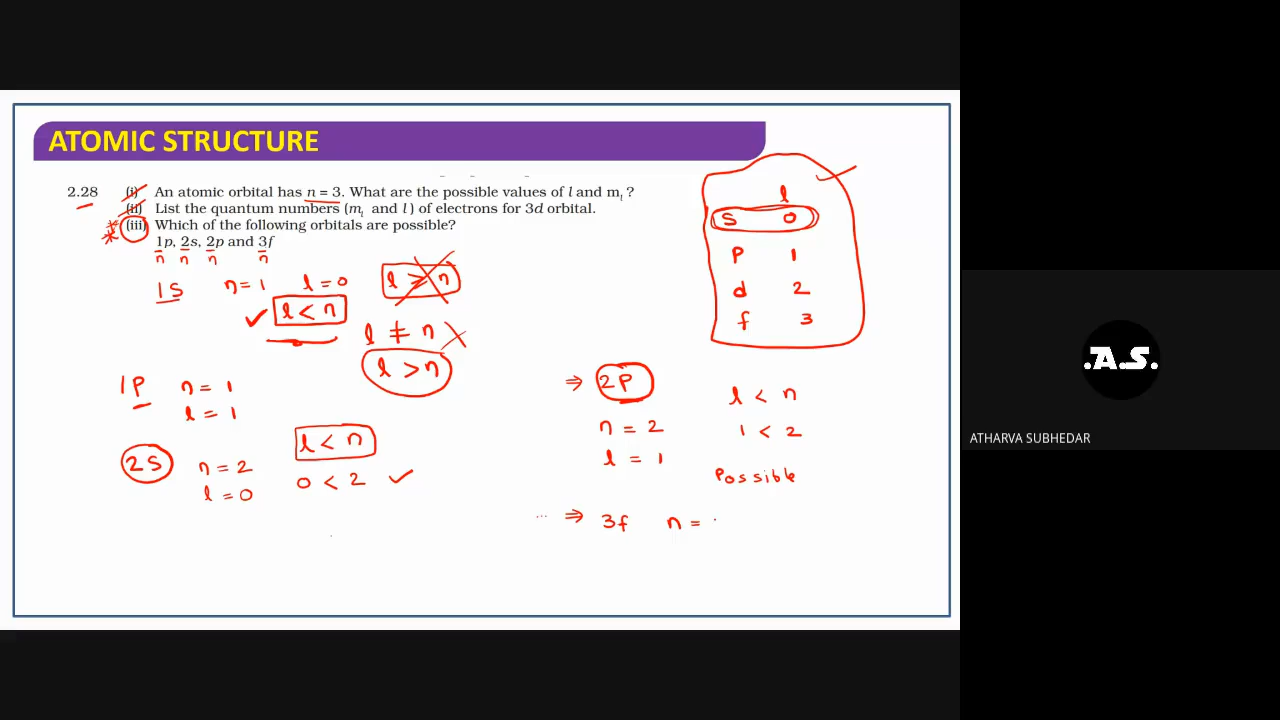 ATOMIC STRUCTURE
2.28 (i) An atomic orbital has n = 3. What are the possible values of l and mₗ ?
(ii) List the quantum numbers (mₗ and l ) of electrons for 3d orbital.
(iii) Which of the following orbitals are possible?
1p, 2s, 2p and 3f
n n n n
1S n = 1 l = 0
l < n
l ≥ n
l ≠ n
l > n
l
S 0
p 1
d 2
f 3
1P n = 1
l = 1
2S n = 2
l = 0
l < n
0 < 2
⇒ 2P
n = 2
l = 1
l < n
1 < 2
Possible
⇒ 3f n =
.A.S.
ATHARVA SUBHEDAR